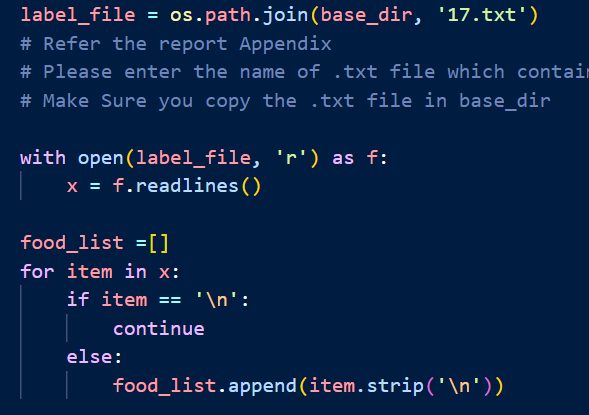 label_file = os.path.join(base_dir, '17.txt')
# Refer the report Appendix
# Please enter the name of .txt file which
# Make Sure you copy the .txt file in base_dir
with open(label_file, 'r') as f:
    x = f.readlines()
food_list =[]
for item in x:
    if item == '\n':
        continue
    else:
        food_list.append(item.strip('\n'))